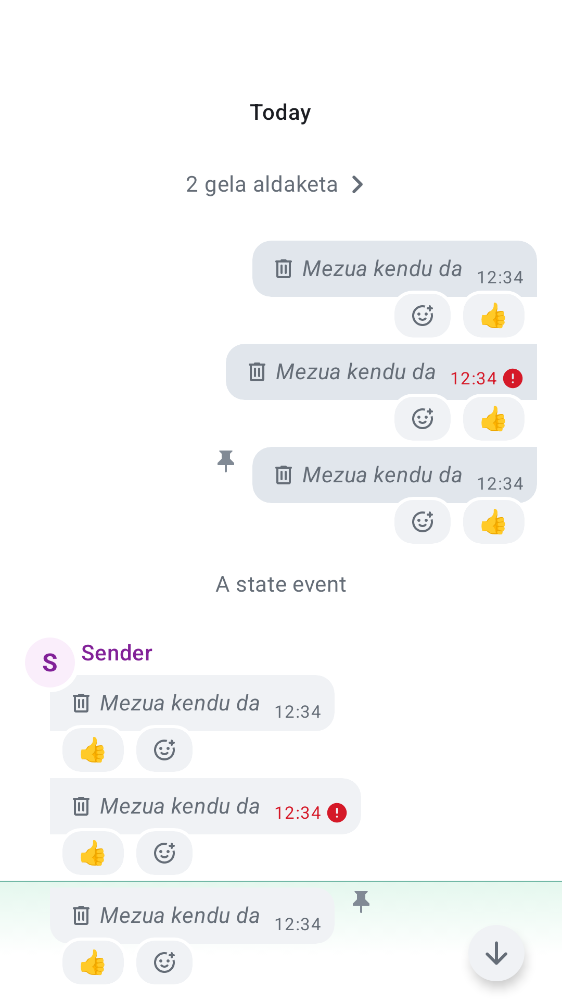 Today
2 gela aldaketa
Mezua kendu da 12:34
👍
Mezua kendu da 12:34
👍
Mezua kendu da 12:34
👍
A state event
S Sender
Mezua kendu da 12:34
👍
Mezua kendu da 12:34
👍
Mezua kendu da 12:34
👍